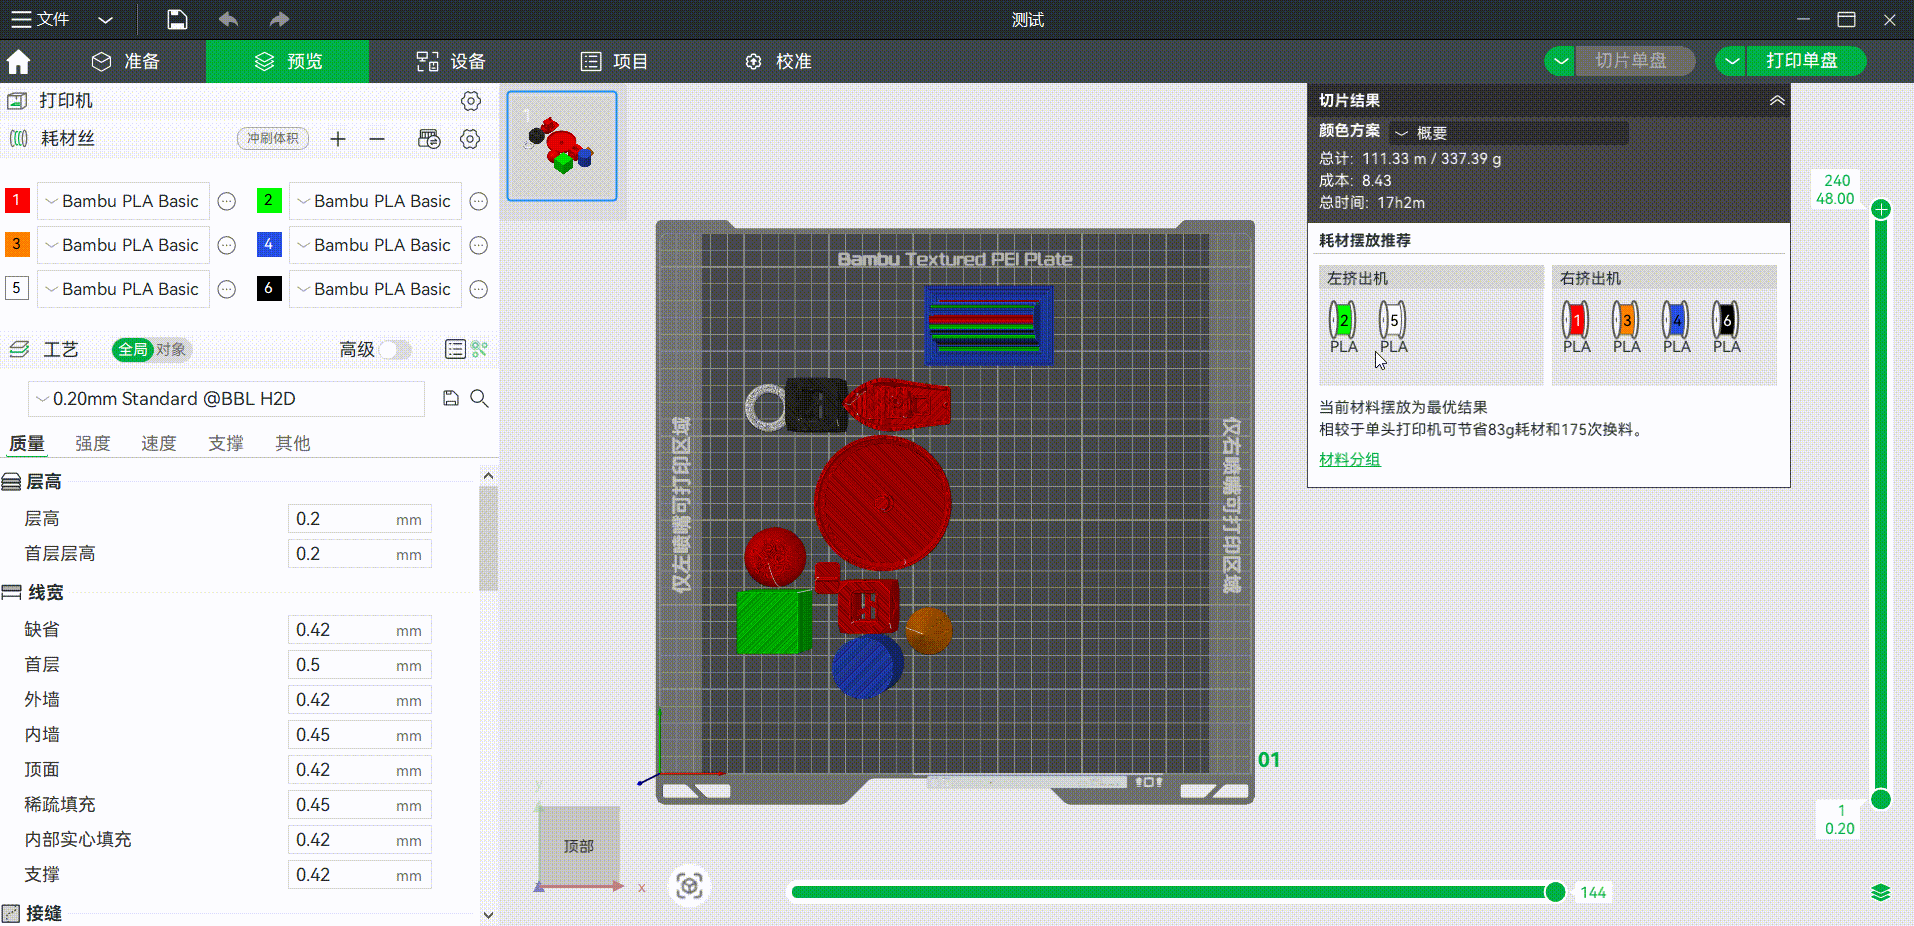 文件
测试
准备
预览
设备
项目
校准
切片单盘
打印单盘
打印机
耗材丝
冲刷体积
1 Bambu PLA Basic
2 Bambu PLA Basic
3 Bambu PLA Basic
4 Bambu PLA Basic
5 Bambu PLA Basic
6 Bambu PLA Basic
工艺
全局 对象
高级
0.20mm Standard @BBL H2D
质量 强度 速度 支撑 其他
层高
层高 0.2 mm
首层层高 0.2 mm
线宽
缺省 0.42 mm
首层 0.5 mm
外墙 0.42 mm
内墙 0.45 mm
顶面 0.42 mm
稀疏填充 0.45 mm
内部实心填充 0.42 mm
支撑 0.42 mm
接缝
1
Bambu Textured PEI Plate
仅左喷嘴可打印区域
仅右喷嘴可打印区域
01
顶部
y
x
144
切片结果
颜色方案 概要
总计: 111.33 m / 337.39 g
成本: 8.43
总时间: 17h2m
耗材摆放推荐
左挤出机
2 5
PLA PLA
右挤出机
1 3 4 6
PLA PLA PLA PLA
当前材料摆放为最优结果
相较于单头打印机可节省83g耗材和175次换料。
材料分组
240
48.00
1
0.20